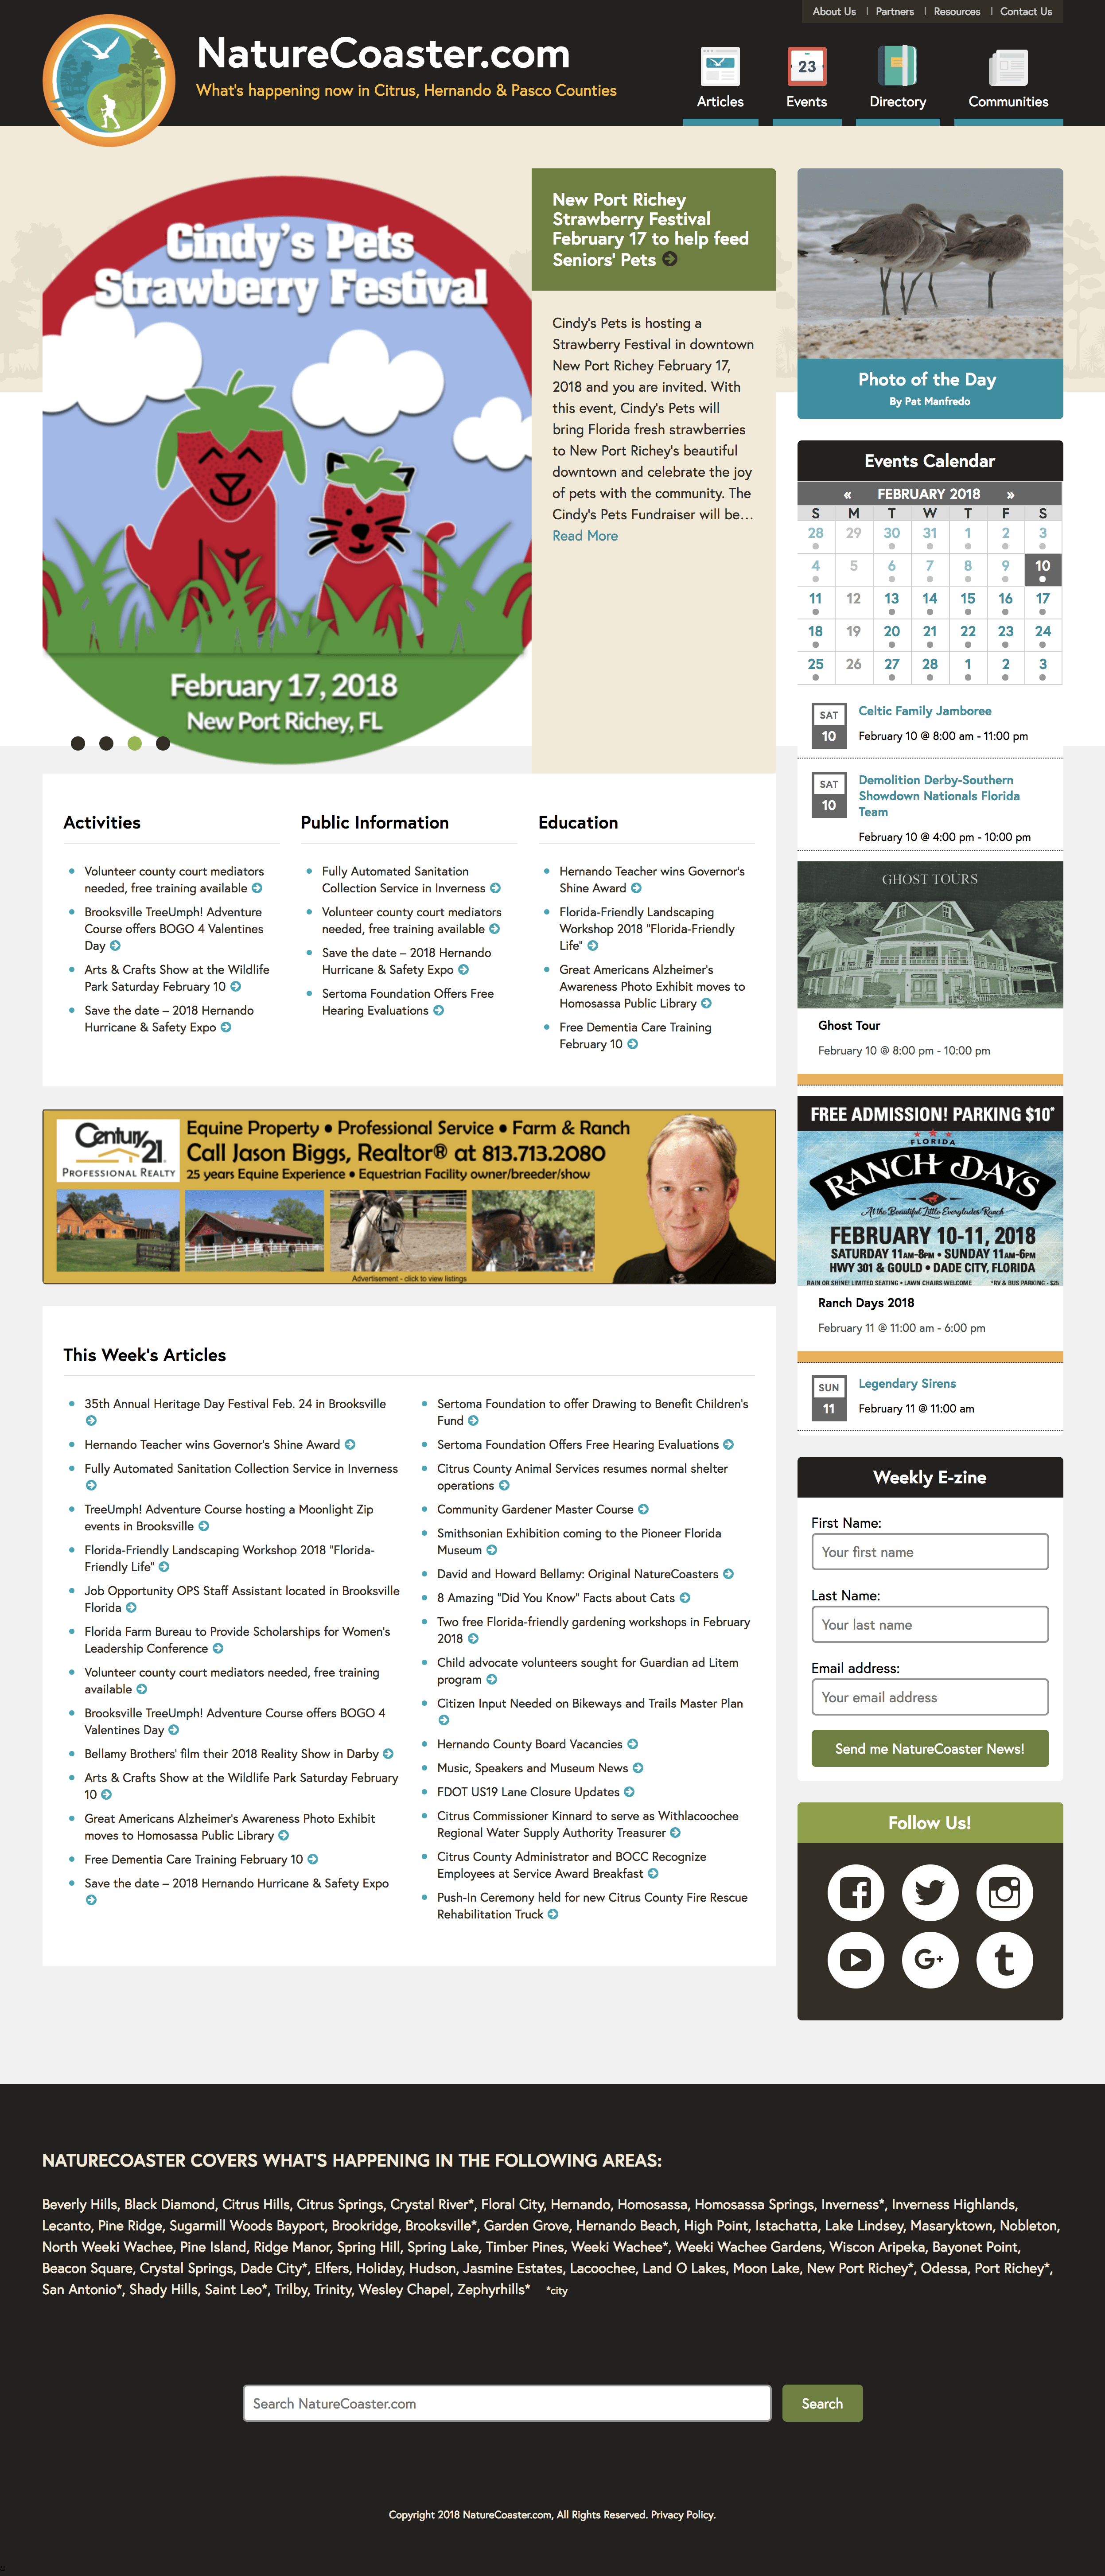 About Us | Partners | Resources | Contact Us
NatureCoaster.com
What's happening now in Citrus, Hernando & Pasco Counties
Articles
23
Events
Directory
Communities
Cindy's Pets
Strawberry Festival
February 17, 2018
New Port Richey, FL
New Port Richey
Strawberry Festival
February 17 to help feed
Seniors' Pets
Cindy's Pets is hosting a
Strawberry Festival in downtown
New Port Richey February 17,
2018 and you are invited. With
this event, Cindy's Pets will
bring Florida fresh strawberries
to New Port Richey's beautiful
downtown and celebrate the joy
of pets with the community. The
Cindy's Pets Fundraiser will be…
Read More
Photo of the Day
By Pat Manfredo
Events Calendar
« FEBRUARY 2018 »
S M T W T F S
28 29 30 31 1 2 3
4 5 6 7 8 9 10
11 12 13 14 15 16 17
18 19 20 21 22 23 24
25 26 27 28 1 2 3
SAT
10
Celtic Family Jamboree
February 10 @ 8:00 am - 11:00 pm
SAT
10
Demolition Derby-Southern
Showdown Nationals Florida
Team
February 10 @ 4:00 pm - 10:00 pm
GHOST TOURS
Ghost Tour
February 10 @ 8:00 pm - 10:00 pm
FREE ADMISSION! PARKING $10*
FLORIDA
RANCH DAYS
At the Beautiful Little Everglades Ranch
FEBRUARY 10-11, 2018
SATURDAY 11AM-8PM • SUNDAY 11AM-6PM
HWY 301 & GOULD • DADE CITY, FLORIDA
RAIN OR SHINE! LIMITED SEATING • LAWN CHAIRS WELCOME *RV & BUS PARKING - $25
Ranch Days 2018
February 11 @ 11:00 am - 6:00 pm
SUN
11
Legendary Sirens
February 11 @ 11:00 am
Activities
Volunteer county court mediators
needed, free training available
Brooksville TreeUmph! Adventure
Course offers BOGO 4 Valentines
Day
Arts & Crafts Show at the Wildlife
Park Saturday February 10
Save the date – 2018 Hernando
Hurricane & Safety Expo
Public Information
Fully Automated Sanitation
Collection Service in Inverness
Volunteer county court mediators
needed, free training available
Save the date – 2018 Hernando
Hurricane & Safety Expo
Sertoma Foundation Offers Free
Hearing Evaluations
Education
Hernando Teacher wins Governor's
Shine Award
Florida-Friendly Landscaping
Workshop 2018 "Florida-Friendly
Life"
Great Americans Alzheimer's
Awareness Photo Exhibit moves to
Homosassa Public Library
Free Dementia Care Training
February 10
Century 21
PROFESSIONAL REALTY
Equine Property • Professional Service • Farm & Ranch
Call Jason Biggs, Realtor® at 813.713.2080
25 years Equine Experience • Equestrian Facility owner/breeder/show
Advertisement - click to view listings
This Week's Articles
35th Annual Heritage Day Festival Feb. 24 in Brooksville
Hernando Teacher wins Governor's Shine Award
Fully Automated Sanitation Collection Service in Inverness
TreeUmph! Adventure Course hosting a Moonlight Zip
events in Brooksville
Florida-Friendly Landscaping Workshop 2018 "Florida-
Friendly Life"
Job Opportunity OPS Staff Assistant located in Brooksville
Florida
Florida Farm Bureau to Provide Scholarships for Women's
Leadership Conference
Volunteer county court mediators needed, free training
available
Brooksville TreeUmph! Adventure Course offers BOGO 4
Valentines Day
Bellamy Brothers' film their 2018 Reality Show in Darby
Arts & Crafts Show at the Wildlife Park Saturday February
10
Great Americans Alzheimer's Awareness Photo Exhibit
moves to Homosassa Public Library
Free Dementia Care Training February 10
Save the date – 2018 Hernando Hurricane & Safety Expo
Sertoma Foundation to offer Drawing to Benefit Children's
Fund
Sertoma Foundation Offers Free Hearing Evaluations
Citrus County Animal Services resumes normal shelter
operations
Community Gardener Master Course
Smithsonian Exhibition coming to the Pioneer Florida
Museum
David and Howard Bellamy: Original NatureCoasters
8 Amazing "Did You Know" Facts about Cats
Two free Florida-friendly gardening workshops in February
2018
Child advocate volunteers sought for Guardian ad Litem
program
Citizen Input Needed on Bikeways and Trails Master Plan
Hernando County Board Vacancies
Music, Speakers and Museum News
FDOT US19 Lane Closure Updates
Citrus Commissioner Kinnard to serve as Withlacoochee
Regional Water Supply Authority Treasurer
Citrus County Administrator and BOCC Recognize
Employees at Service Award Breakfast
Push-In Ceremony held for new Citrus County Fire Rescue
Rehabilitation Truck
Weekly E-zine
First Name:
Your first name
Last Name:
Your last name
Email address:
Your email address
Send me NatureCoaster News!
Follow Us!
NATURECOASTER COVERS WHAT'S HAPPENING IN THE FOLLOWING AREAS:
Beverly Hills, Black Diamond, Citrus Hills, Citrus Springs, Crystal River*, Floral City, Hernando, Homosassa, Homosassa Springs, Inverness*, Inverness Highlands,
Lecanto, Pine Ridge, Sugarmill Woods Bayport, Brookridge, Brooksville*, Garden Grove, Hernando Beach, High Point, Istachatta, Lake Lindsey, Masaryktown, Nobleton,
North Weeki Wachee, Pine Island, Ridge Manor, Spring Hill, Spring Lake, Timber Pines, Weeki Wachee*, Weeki Wachee Gardens, Wiscon Aripeka, Bayonet Point,
Beacon Square, Crystal Springs, Dade City*, Elfers, Holiday, Hudson, Jasmine Estates, Lacoochee, Land O Lakes, Moon Lake, New Port Richey*, Odessa, Port Richey*,
San Antonio*, Shady Hills, Saint Leo*, Trilby, Trinity, Wesley Chapel, Zephyrhills* *city
Search NatureCoaster.com
Search
Copyright 2018 NatureCoaster.com, All Rights Reserved. Privacy Policy.